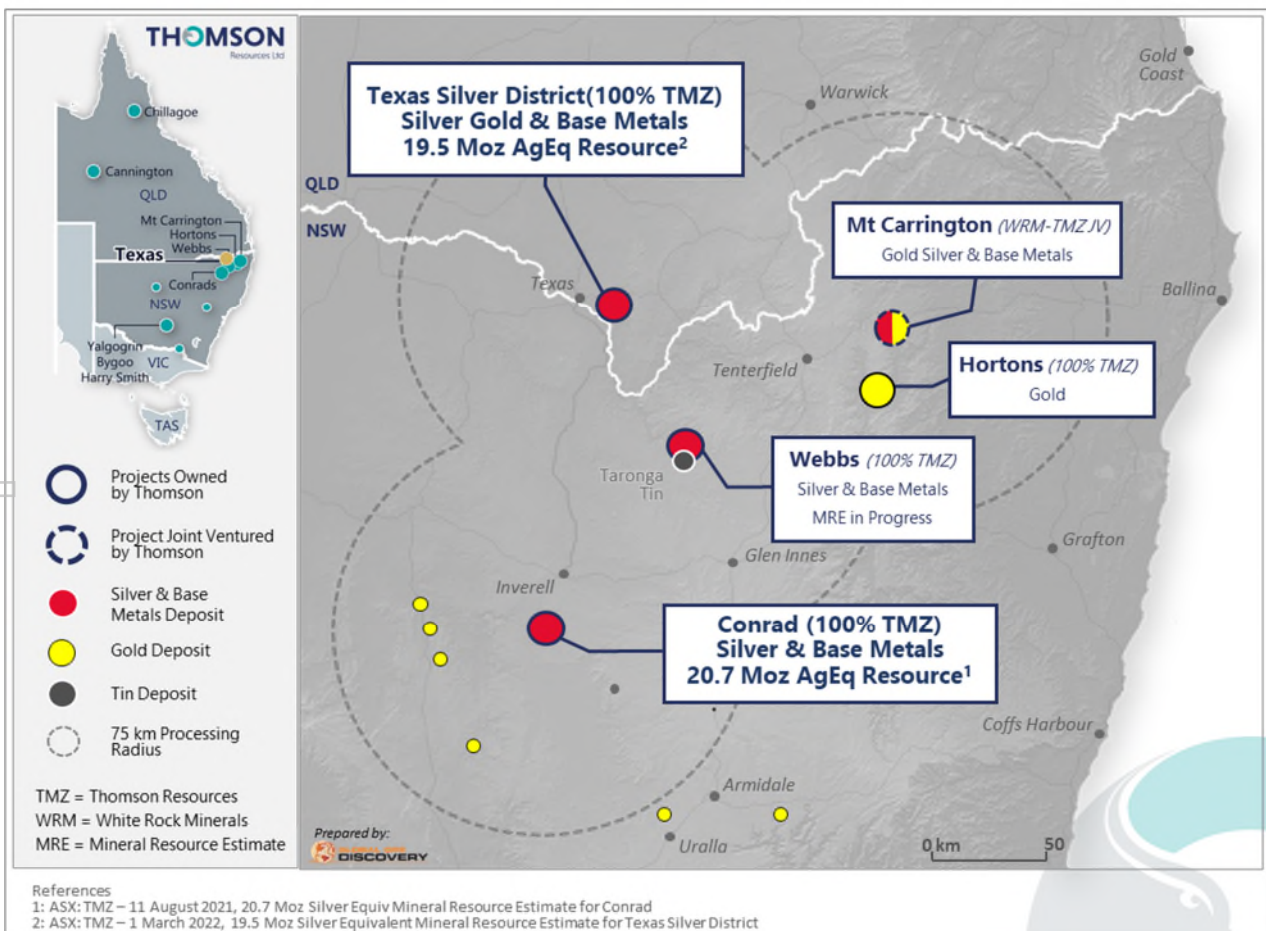 THOMSON
Resources Ltd
Chillagoe
Cannington
QLD
Mt Carrington
Hortons
Webbs
Texas
Conrads
NSW
Yalgogrin
Bygoo
Harry Smith
VIC
TAS
Projects Owned
by Thomson
Project Joint Ventured
by Thomson
Silver & Base
Metals Deposit
Gold Deposit
Tin Deposit
75 km Processing
Radius
TMZ = Thomson Resources
WRM = White Rock Minerals
MRE = Mineral Resource Estimate
Gold
Coast
Warwick
Texas Silver District(100% TMZ)
Silver Gold & Base Metals
19.5 Moz AgEq Resource²
QLD
NSW
Mt Carrington (WRM-TMZ JV)
Gold Silver & Base Metals
Texas
Ballina
Tenterfield
Hortons (100% TMZ)
Gold
Webbs (100% TMZ)
Silver & Base Metals
MRE in Progress
Taronga
Tin
Grafton
Glen Innes
Inverell
Conrad (100% TMZ)
Silver & Base Metals
20.7 Moz AgEq Resource¹
Coffs Harbour
Armidale
Uralla
Prepared by:
GLOBAL ORE
DISCOVERY
0 km 50
References
1: ASX: TMZ – 11 August 2021, 20.7 Moz Silver Equiv Mineral Resource Estimate for Conrad
2: ASX: TMZ – 1 March 2022, 19.5 Moz Silver Equivalent Mineral Resource Estimate for Texas Silver District